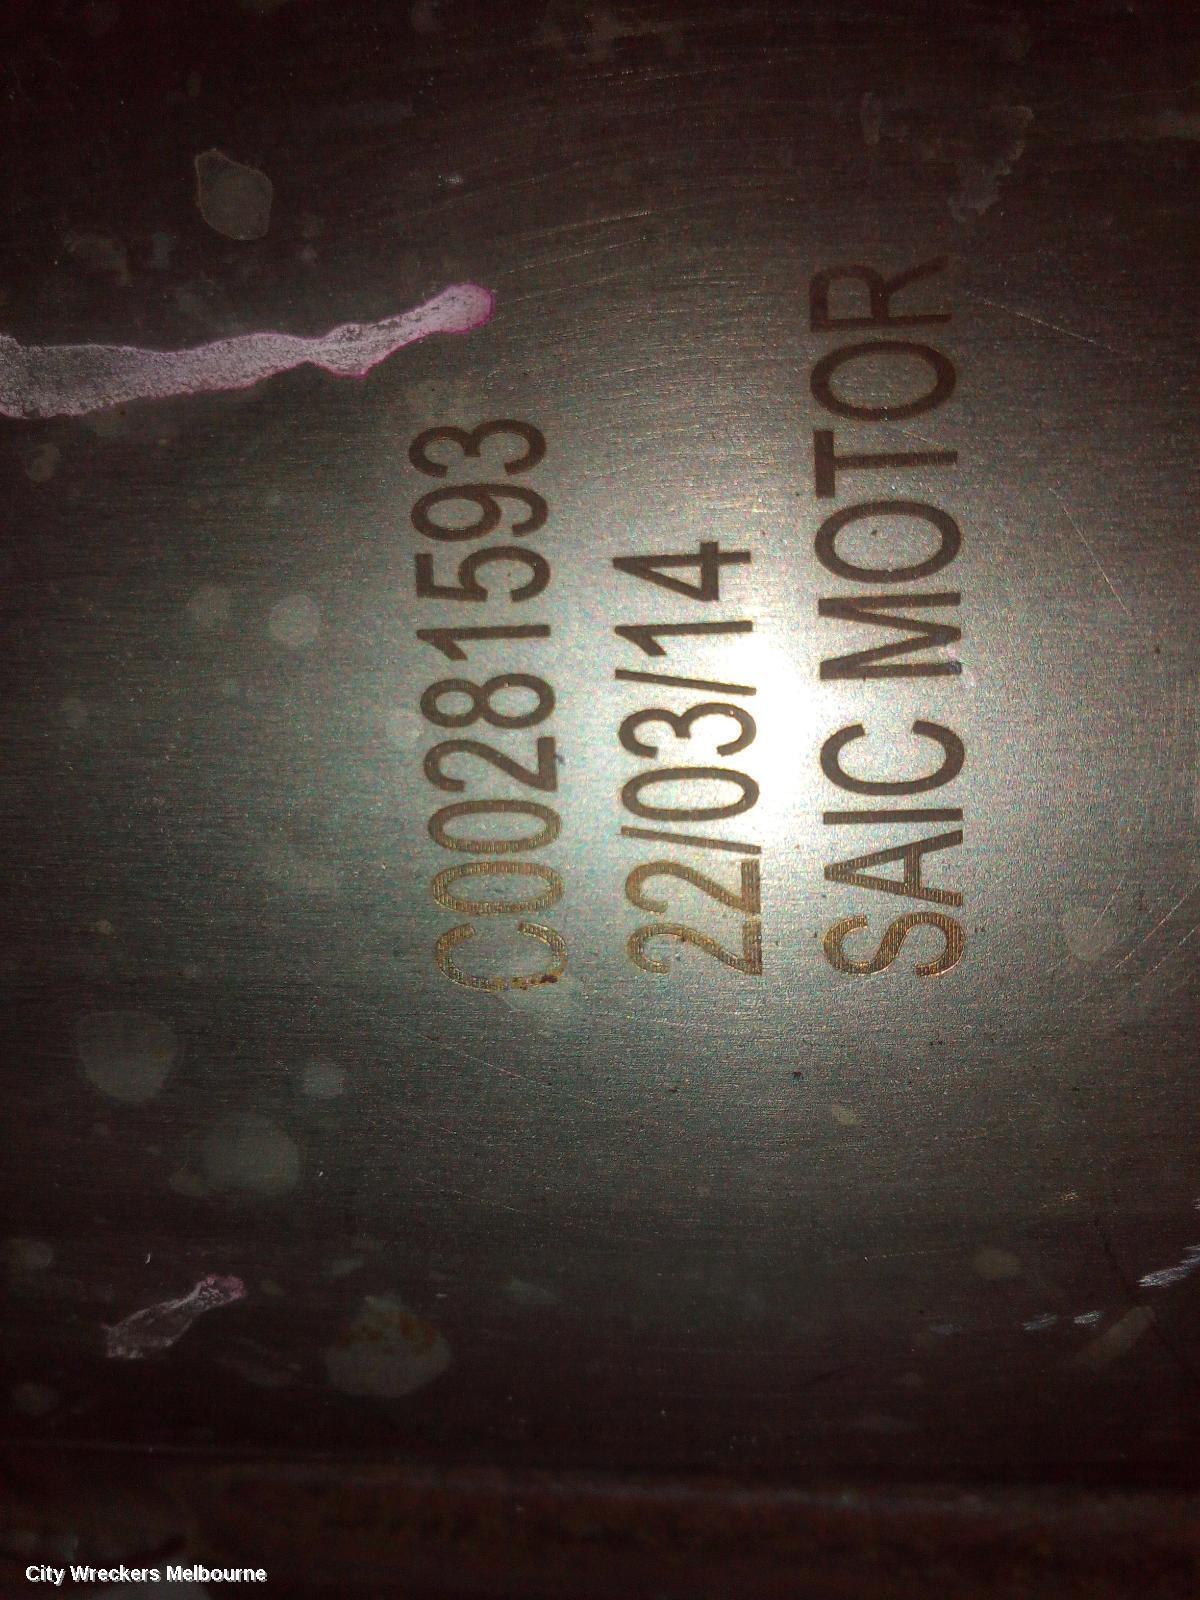 C00281593
22/03/14
SAIC MOTOR
City Wreckers Melbourne